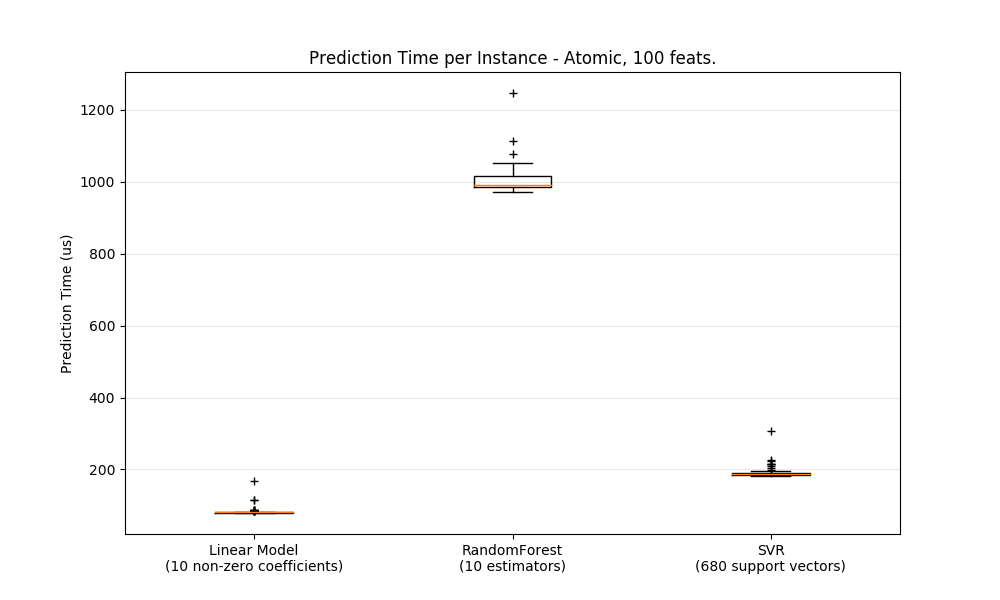 Prediction Time per Instance - Atomic, 100 feats.
Prediction Time (us)
1200
1000
800
600
400
200
Linear Model
(10 non-zero coefficients)
RandomForest
(10 estimators)
SVR
(680 support vectors)